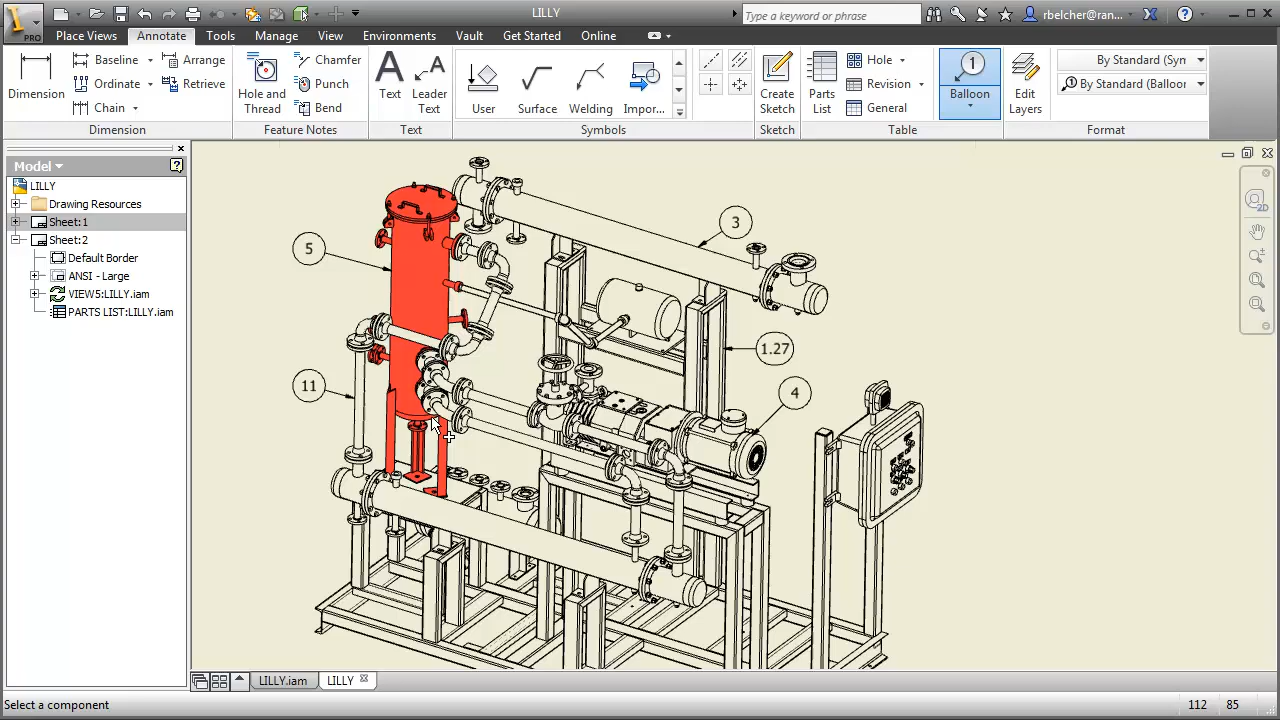 LILLY
Type a keyword or phrase
rbelcher@ran...
PRO
Place Views
Annotate
Tools
Manage
View
Environments
Vault
Get Started
Online
Dimension
Baseline
Ordinate
Chain
Arrange
Retrieve
Dimension
Hole and
Thread
Chamfer
Punch
Bend
Feature Notes
Text
Leader
Text
Text
User
Surface
Welding
Impor...
Symbols
Create
Sketch
Sketch
Parts
List
Hole
Revision
General
Table
1
Balloon
Edit
Layers
By Standard (Syn
By Standard (Balloor
Format
Model
LILLY
Drawing Resources
Sheet:1
Sheet:2
Default Border
ANSI - Large
VIEW5:LILLY.iam
PARTS LIST:LILLY.iam
3
5
1.27
11
4
2D
LILLY.iam
LILLY
Select a component
112
85